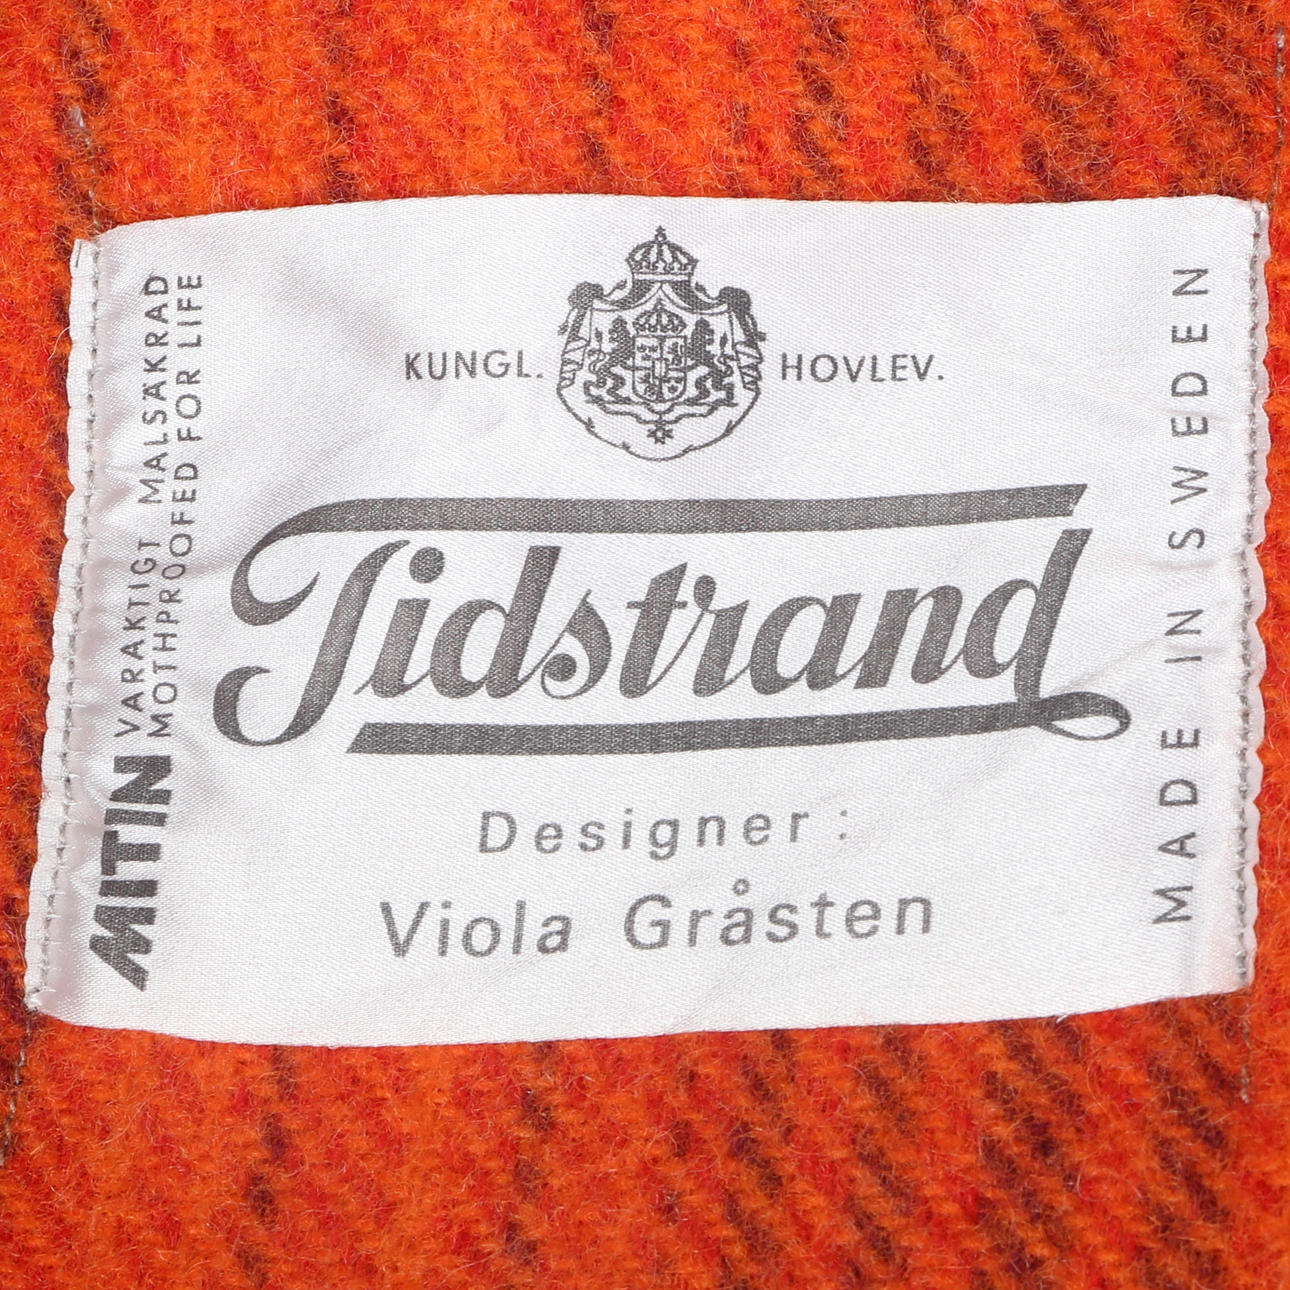 KUNGL. HOVLEV.
Tidstrand
Designer:
Viola Gråsten
MITIN VARAKTIGT MALSÄKRAD
MOTHPROOFED FOR LIFE
MADE IN SWEDEN